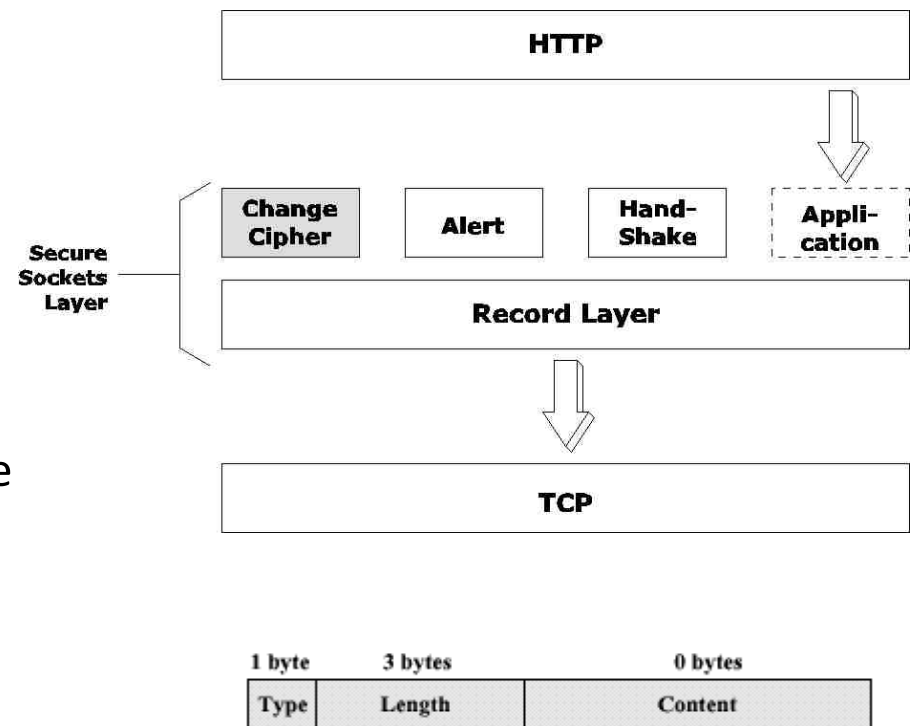 HTTP
Change
Cipher
Alert
Hand-
Shake
Appli-
cation
Secure
Sockets
Layer
Record Layer
e
TCP
1 byte 3 bytes 0 bytes
Type Length Content